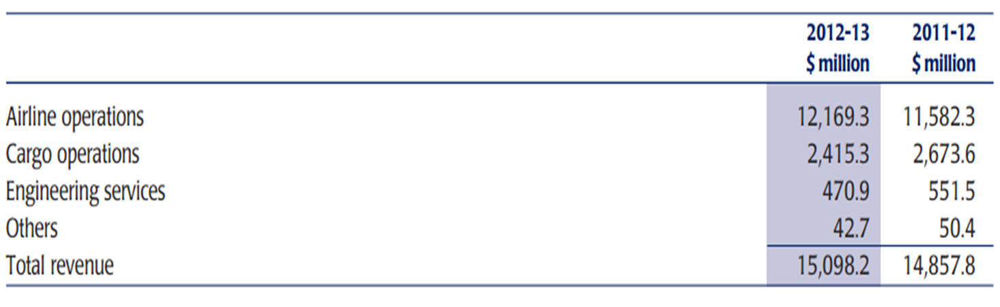 2012-13 2011-12
$ million $ million
Airline operations 12,169.3 11,582.3
Cargo operations 2,415.3 2,673.6
Engineering services 470.9 551.5
Others 42.7 50.4
Total revenue 15,098.2 14,857.8